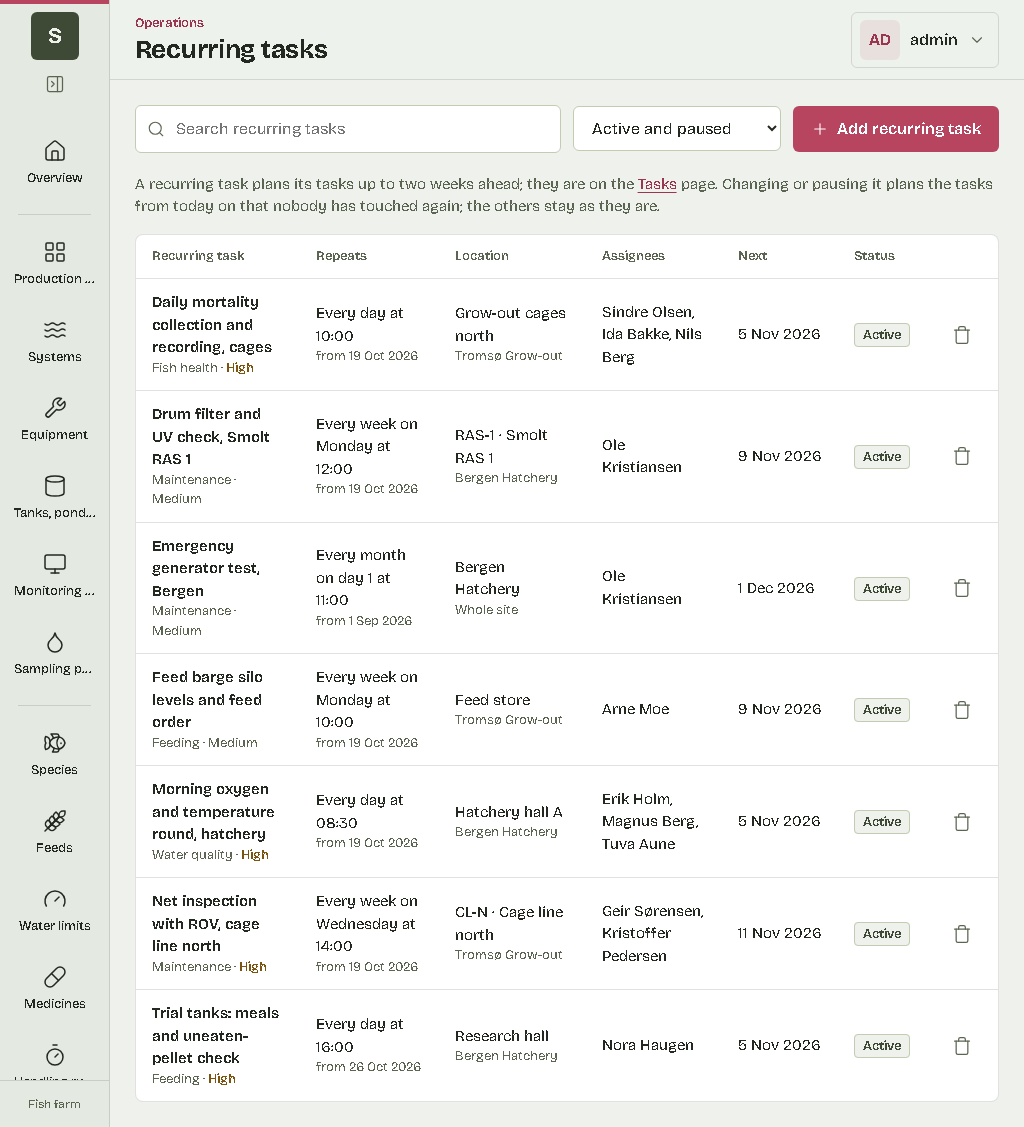 S
Operations
Recurring tasks
AD admin
Search recurring tasks
Active and paused
Add recurring task
A recurring task plans its tasks up to two weeks ahead; they are on the Tasks page. Changing or pausing it plans the tasks
from today on that nobody has touched again; the others stay as they are.
Overview
Production ...
Systems
Equipment
Tanks, pond...
Monitoring ...
Sampling p...
Species
Feeds
Water limits
Medicines
Fish farm
Recurring task Repeats Location Assignees Next Status
Daily mortality
collection and
recording, cages
Fish health · High
Every day at
10:00
from 19 Oct 2026
Grow-out cages
north
Tromsø Grow-out
Sindre Olsen,
Ida Bakke, Nils
Berg
5 Nov 2026
Active
Drum filter and
UV check, Smolt
RAS 1
Maintenance ·
Medium
Every week on
Monday at
12:00
from 19 Oct 2026
RAS-1 · Smolt
RAS 1
Bergen Hatchery
Ole
Kristiansen
9 Nov 2026
Active
Emergency
generator test,
Bergen
Maintenance ·
Medium
Every month
on day 1 at
11:00
from 1 Sep 2026
Bergen
Hatchery
Whole site
Ole
Kristiansen
1 Dec 2026
Active
Feed barge silo
levels and feed
order
Feeding · Medium
Every week on
Monday at
10:00
from 19 Oct 2026
Feed store
Tromsø Grow-out
Arne Moe
9 Nov 2026
Active
Morning oxygen
and temperature
round, hatchery
Water quality · High
Every day at
08:30
from 19 Oct 2026
Hatchery hall A
Bergen Hatchery
Erik Holm,
Magnus Berg,
Tuva Aune
5 Nov 2026
Active
Net inspection
with ROV, cage
line north
Maintenance · High
Every week on
Wednesday at
14:00
from 19 Oct 2026
CL-N · Cage line
north
Tromsø Grow-out
Geir Sørensen,
Kristoffer
Pedersen
11 Nov 2026
Active
Trial tanks: meals
and uneaten-
pellet check
Feeding · High
Every day at
16:00
from 26 Oct 2026
Research hall
Bergen Hatchery
Nora Haugen
5 Nov 2026
Active